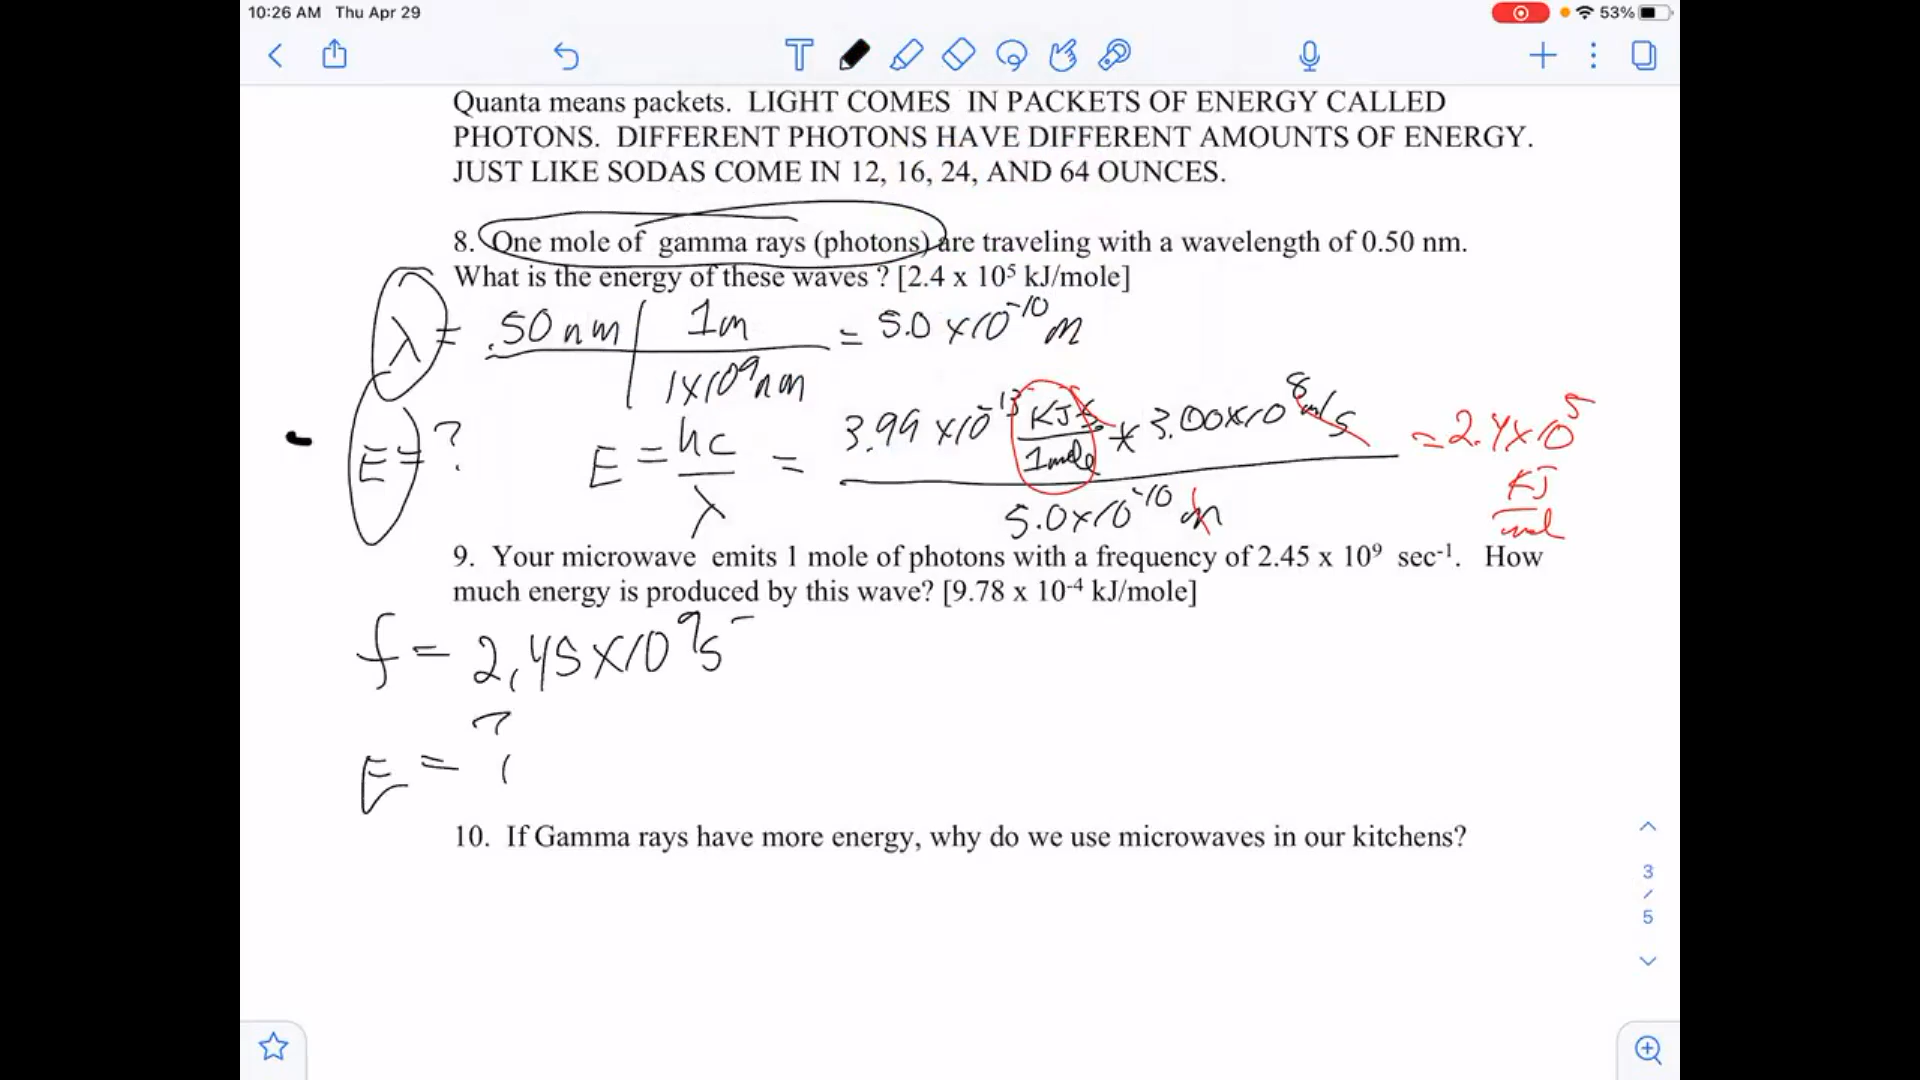 10:26 AM Thu Apr 29
53%
Quanta means packets. LIGHT COMES IN PACKETS OF ENERGY CALLED
PHOTONS. DIFFERENT PHOTONS HAVE DIFFERENT AMOUNTS OF ENERGY.
JUST LIKE SODAS COME IN 12, 16, 24, AND 64 OUNCES.
8. One mole of gamma rays (photons) are traveling with a wavelength of 0.50 nm.
What is the energy of these waves ? [2.4 x 10⁵ kJ/mole]
λ = .50 nm | 1m = 5.0 x10⁻¹⁰ m
1x10⁹ nm
E = ? E = hc = 3.99 x10⁻¹³ KJ s * 3.00x10⁸ m/s = 2.4x10⁵
1mole
λ 5.0x10⁻¹⁰ m
KJ
mol
9. Your microwave emits 1 mole of photons with a frequency of 2.45 x 10⁹ sec⁻¹. How
much energy is produced by this wave? [9.78 x 10⁻⁴ kJ/mole]
f = 2.45x10⁹ s⁻
E = ?
10. If Gamma rays have more energy, why do we use microwaves in our kitchens?
3
/
5